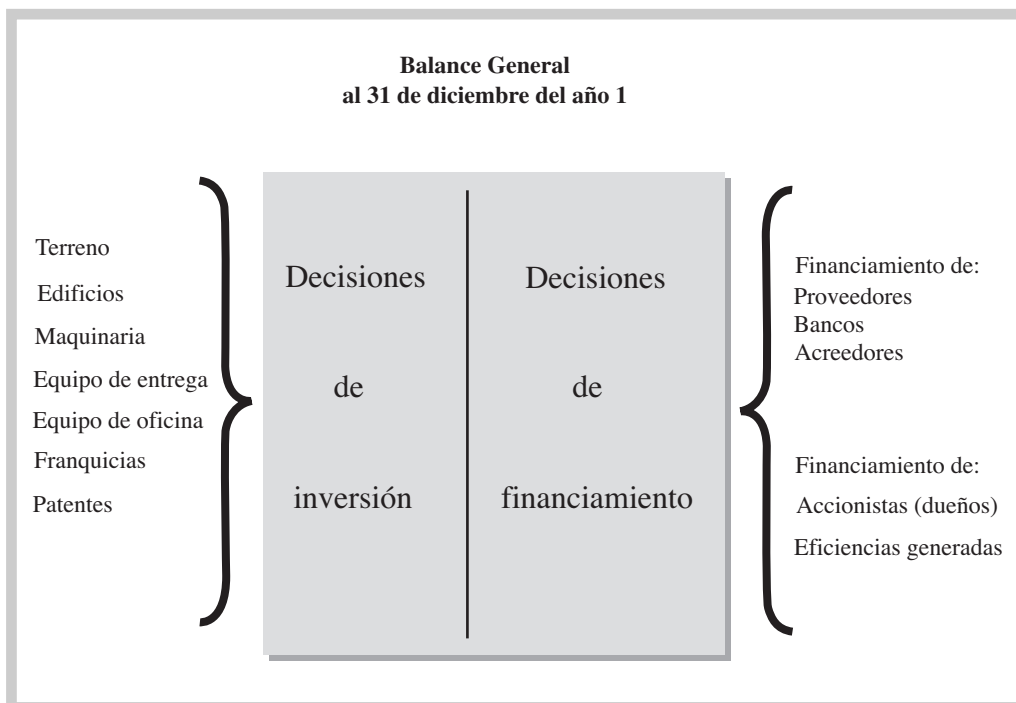 Balance General
al 31 de diciembre del año 1
Terreno
Edificios
Maquinaria
Equipo de entrega
Equipo de oficina
Franquicias
Patentes
Decisiones
de
inversión
Decisiones
de
financiamiento
Financiamiento de:
Proveedores
Bancos
Acreedores
Financiamiento de:
Accionistas (dueños)
Eficiencias generadas